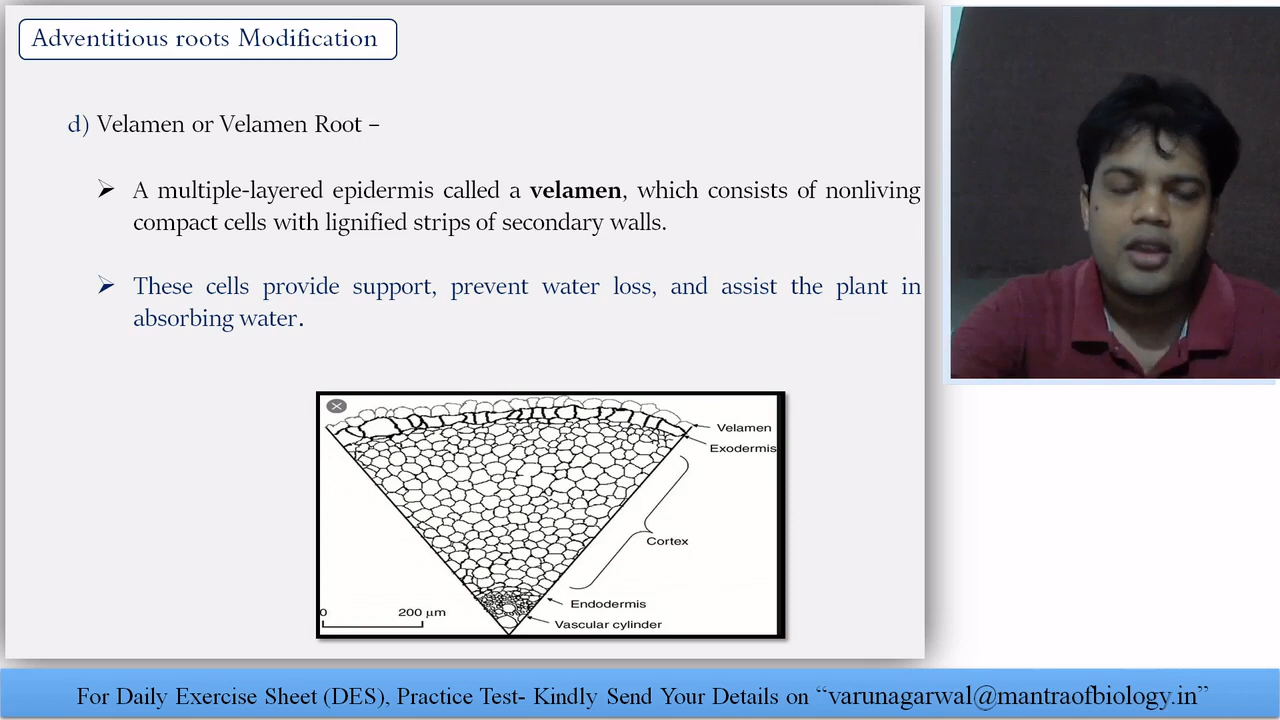 Adventitious roots Modification
d) Velamen or Velamen Root –
➢ A multiple-layered epidermis called a velamen, which consists of nonliving
compact cells with lignified strips of secondary walls.
➢ These cells provide support, prevent water loss, and assist the plant in
absorbing water.
Velamen
Exodermis
Cortex
Endodermis
Vascular cylinder
0 200 μm
For Daily Exercise Sheet (DES), Practice Test- Kindly Send Your Details on “varunagarwal@mantraofbiology.in”